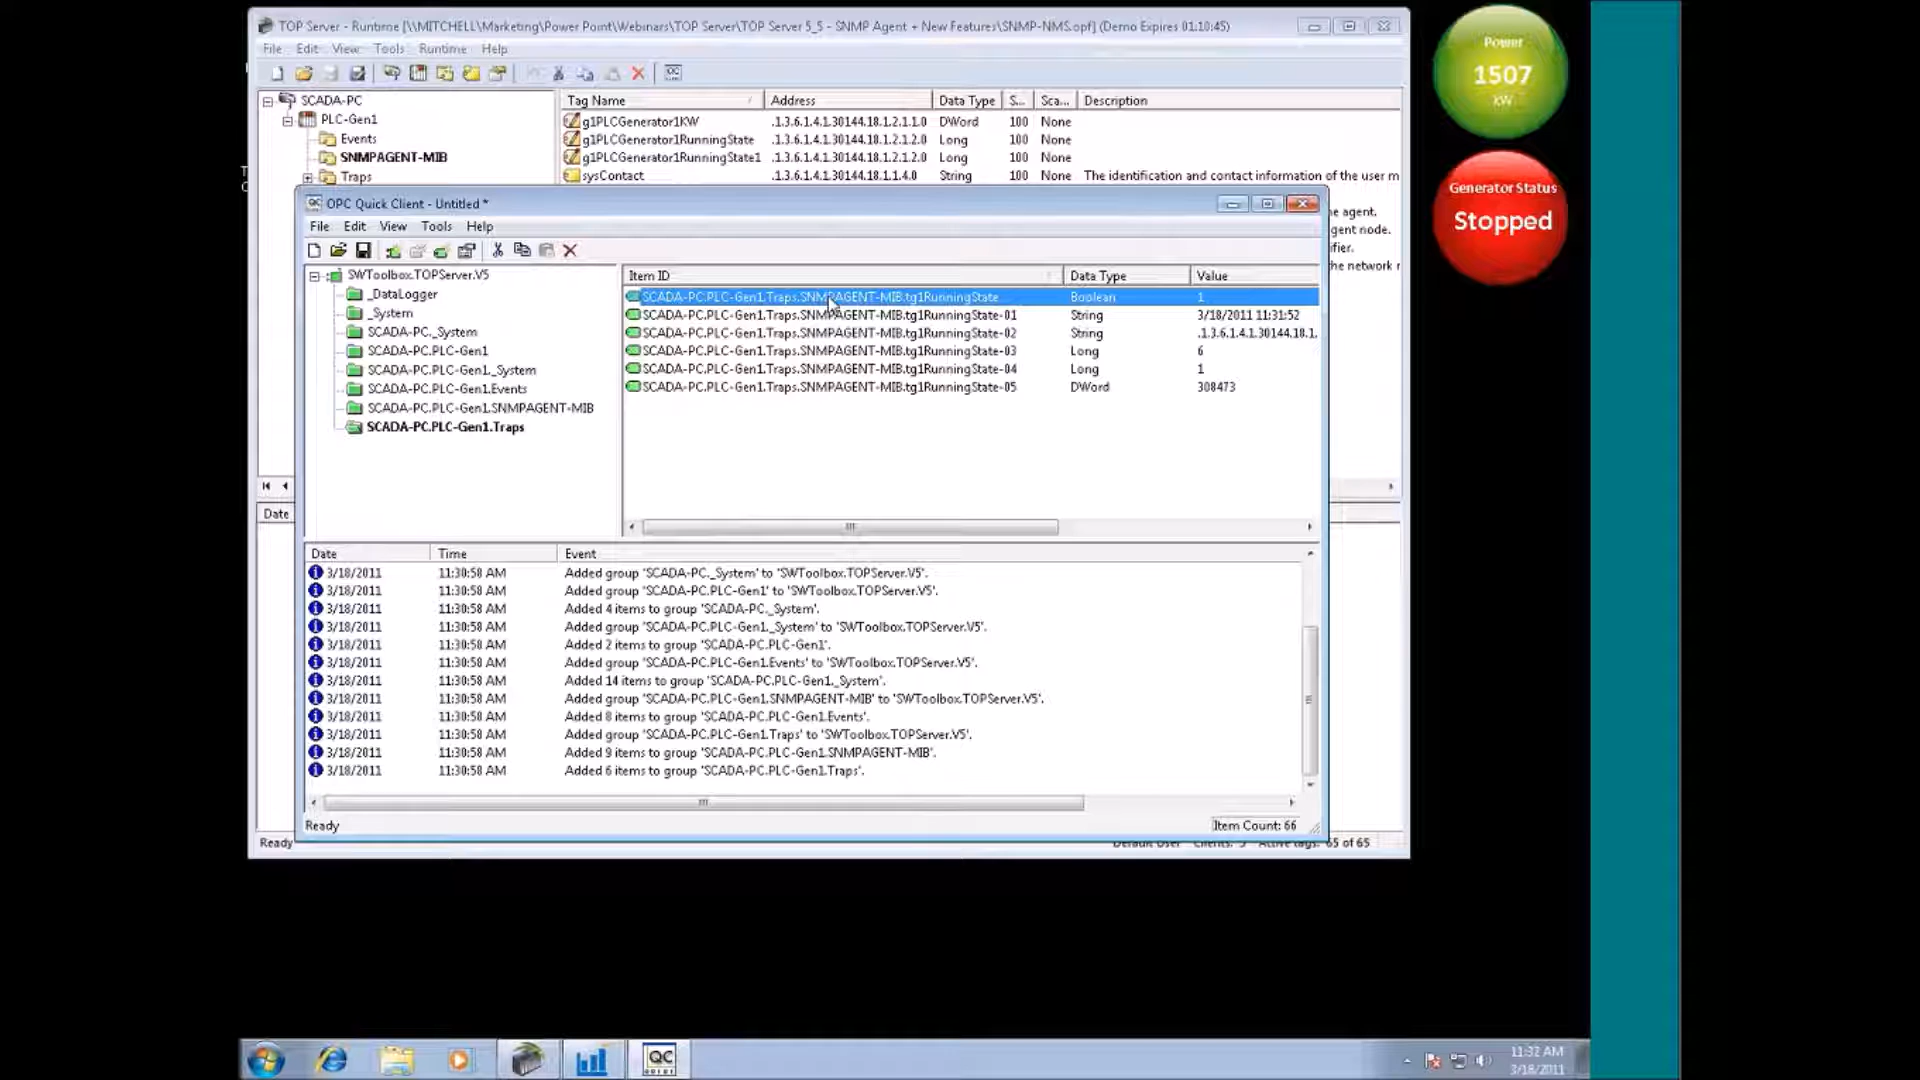 TOP Server - Runtime [\\MITCHELL\Marketing\Power Point\Webinars\TOP Server\TOP Server 5_5 - SNMP Agent + New Features\SNMP-NMS.opf] (Demo Expires 01:10:45)
File Edit View Tools Runtime Help
SCADA-PC
PLC-Gen1
Events
SNMPAGENT-MIB
Traps
Tag Name Address Data Type S... Sca... Description
g1PLCGenerator1KW .1.3.6.1.4.1.30144.18.1.2.1.1.0 DWord 100 None
g1PLCGenerator1RunningState .1.3.6.1.4.1.30144.18.1.2.1.2.0 Long 100 None
g1PLCGenerator1RunningState1 .1.3.6.1.4.1.30144.18.1.2.1.2.0 Long 100 None
sysContact .1.3.6.1.4.1.30144.18.1.1.4.0 String 100 None The identification and contact information of the user m
e agent.
gent node.
ifier.
he network r
OPC Quick Client - Untitled *
File Edit View Tools Help
SWToolbox.TOPServer.V5
_DataLogger
_System
SCADA-PC._System
SCADA-PC.PLC-Gen1
SCADA-PC.PLC-Gen1._System
SCADA-PC.PLC-Gen1.Events
SCADA-PC.PLC-Gen1.SNMPAGENT-MIB
SCADA-PC.PLC-Gen1.Traps
Item ID Data Type Value
SCADA-PC.PLC-Gen1.Traps.SNMPAGENT-MIB.tg1RunningState Boolean 1
SCADA-PC.PLC-Gen1.Traps.SNMPAGENT-MIB.tg1RunningState-01 String 3/18/2011 11:31:52
SCADA-PC.PLC-Gen1.Traps.SNMPAGENT-MIB.tg1RunningState-02 String .1.3.6.1.4.1.30144.18.1.
SCADA-PC.PLC-Gen1.Traps.SNMPAGENT-MIB.tg1RunningState-03 Long 6
SCADA-PC.PLC-Gen1.Traps.SNMPAGENT-MIB.tg1RunningState-04 Long 1
SCADA-PC.PLC-Gen1.Traps.SNMPAGENT-MIB.tg1RunningState-05 DWord 308473
Date
Date Time Event
3/18/2011 11:30:58 AM Added group 'SCADA-PC._System' to 'SWToolbox.TOPServer.V5'.
3/18/2011 11:30:58 AM Added group 'SCADA-PC.PLC-Gen1' to 'SWToolbox.TOPServer.V5'.
3/18/2011 11:30:58 AM Added 4 items to group 'SCADA-PC._System'.
3/18/2011 11:30:58 AM Added group 'SCADA-PC.PLC-Gen1._System' to 'SWToolbox.TOPServer.V5'.
3/18/2011 11:30:58 AM Added 2 items to group 'SCADA-PC.PLC-Gen1'.
3/18/2011 11:30:58 AM Added group 'SCADA-PC.PLC-Gen1.Events' to 'SWToolbox.TOPServer.V5'.
3/18/2011 11:30:58 AM Added 14 items to group 'SCADA-PC.PLC-Gen1._System'.
3/18/2011 11:30:58 AM Added group 'SCADA-PC.PLC-Gen1.SNMPAGENT-MIB' to 'SWToolbox.TOPServer.V5'.
3/18/2011 11:30:58 AM Added 8 items to group 'SCADA-PC.PLC-Gen1.Events'.
3/18/2011 11:30:58 AM Added group 'SCADA-PC.PLC-Gen1.Traps' to 'SWToolbox.TOPServer.V5'.
3/18/2011 11:30:58 AM Added 9 items to group 'SCADA-PC.PLC-Gen1.SNMPAGENT-MIB'.
3/18/2011 11:30:58 AM Added 6 items to group 'SCADA-PC.PLC-Gen1.Traps'.
Ready Item Count: 66
Ready Default User Clients: Active tags: 65 of 65
Power
1507
kW
Generator Status
Stopped
QC
11:32 AM
3/18/2011